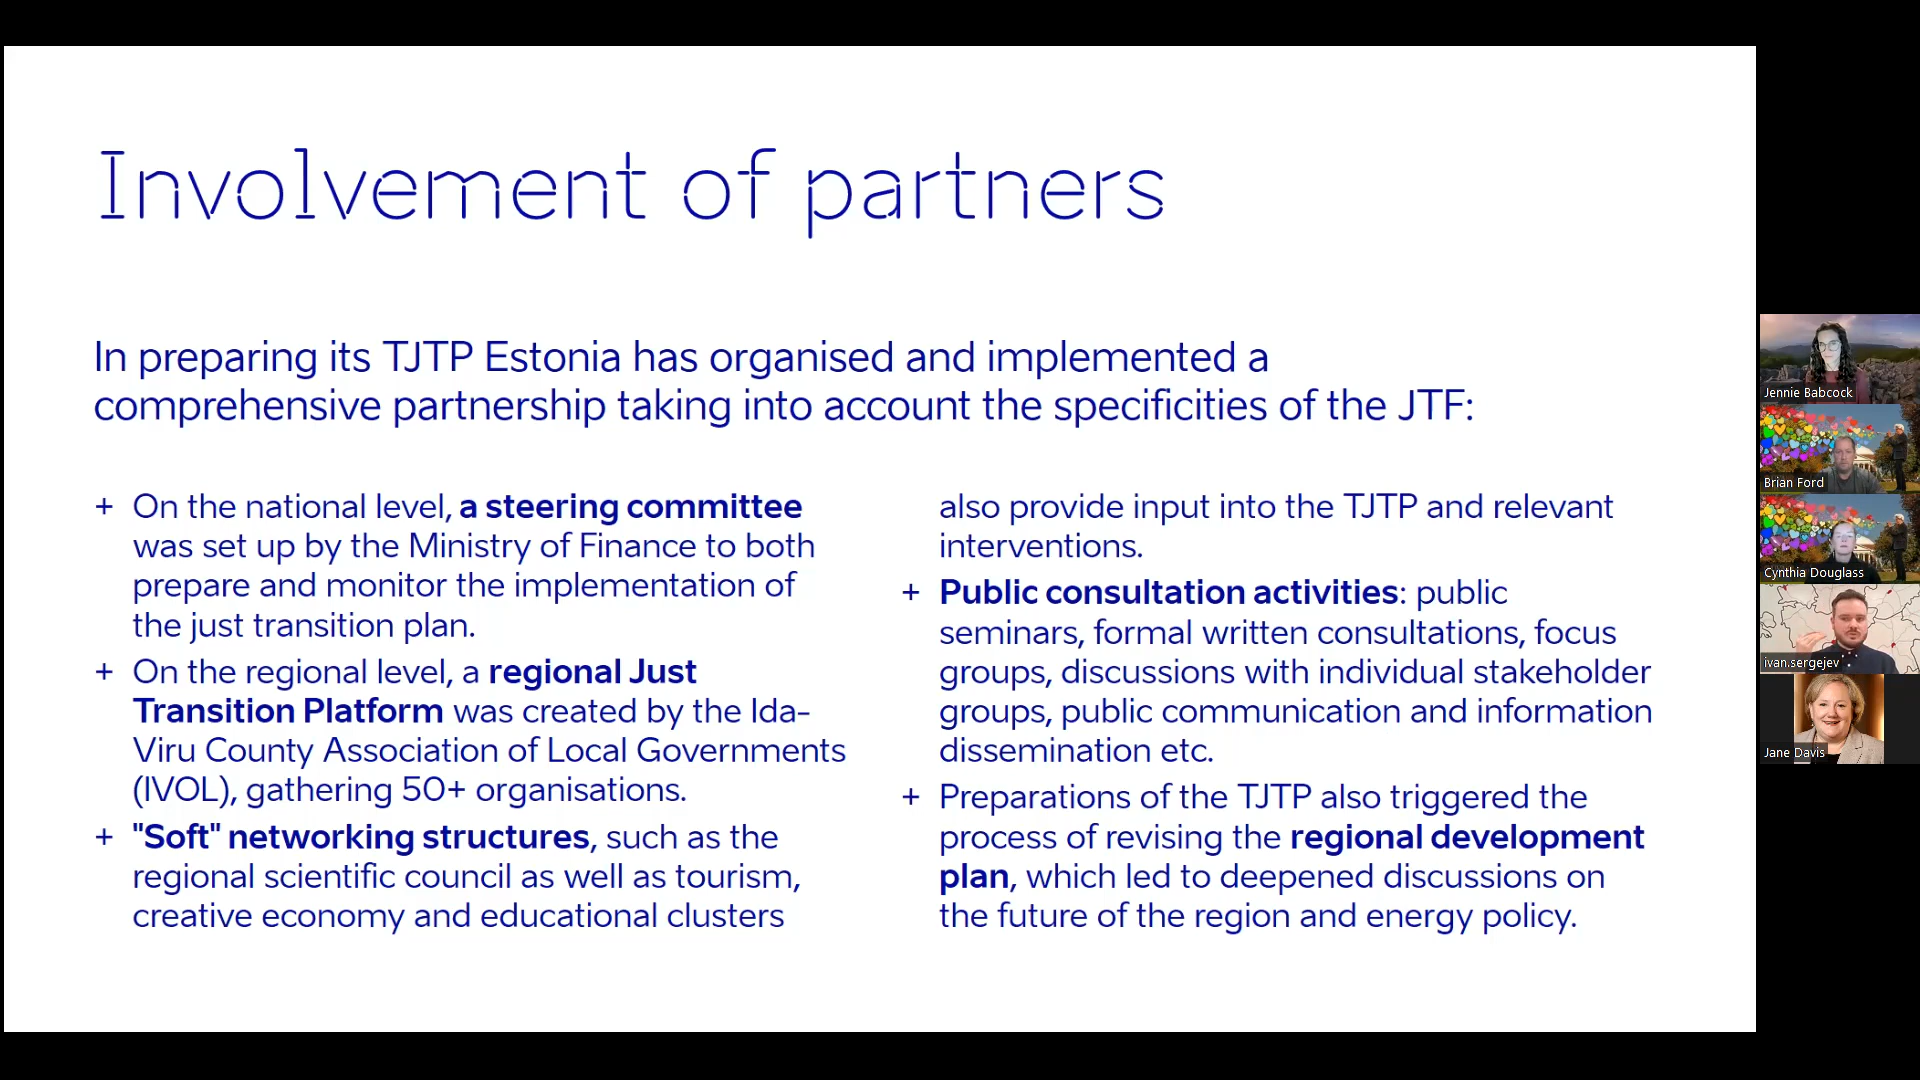 Involvement of partners
In preparing its TJTP Estonia has organised and implemented a
comprehensive partnership taking into account the specificities of the JTF:
+ On the national level, a steering committee
was set up by the Ministry of Finance to both
prepare and monitor the implementation of
the just transition plan.
+ On the regional level, a regional Just
Transition Platform was created by the Ida-
Viru County Association of Local Governments
(IVOL), gathering 50+ organisations.
+ "Soft" networking structures, such as the
regional scientific council as well as tourism,
creative economy and educational clusters
also provide input into the TJTP and relevant
interventions.
+ Public consultation activities: public
seminars, formal written consultations, focus
groups, discussions with individual stakeholder
groups, public communication and information
dissemination etc.
+ Preparations of the TJTP also triggered the
process of revising the regional development
plan, which led to deepened discussions on
the future of the region and energy policy.
Jennie Babcock
Brian Ford
Cynthia Douglass
ivan.sergejev
Jane Davis